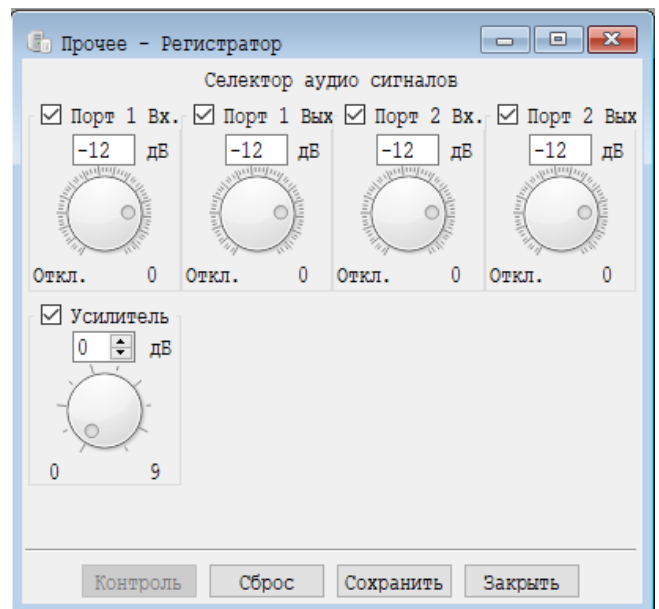 Прочее - Регистратор
Селектор аудио сигналов
Порт 1 Вх. Порт 1 Вых Порт 2 Вх. Порт 2 Вых
-12 дБ -12 дБ -12 дБ -12 дБ
Откл. 0 Откл. 0 Откл. 0 Откл. 0
Усилитель
0 дБ
0 9
Контроль Сброс Сохранить Закрыть